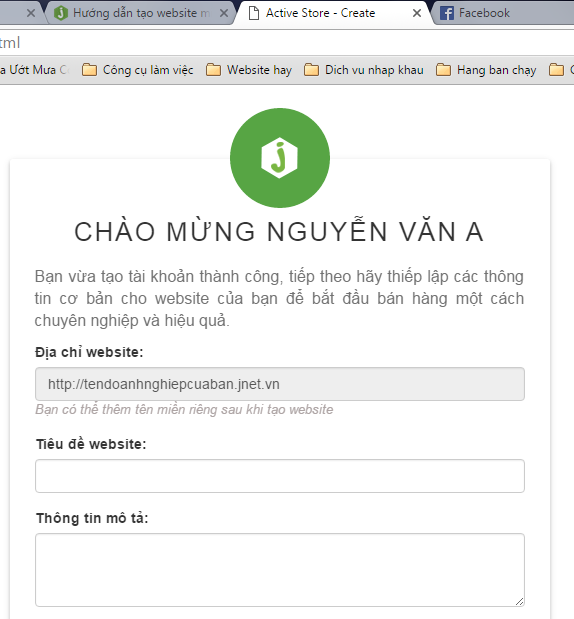 Hướng dẫn tạo website m
Active Store - Create
Facebook
tml
a Ướt Mưa C
Công cụ làm việc
Website hay
Dich vu nhap khau
Hang ban chạy
j
CHÀO MỪNG NGUYỄN VĂN A
Bạn vừa tạo tài khoản thành công, tiếp theo hãy thiếp lập các thông
tin cơ bản cho website của bạn để bắt đầu bán hàng một cách
chuyên nghiệp và hiệu quả.
Địa chỉ website:
http://tendoanhnghiepcuaban.jnet.vn
Bạn có thể thêm tên miền riêng sau khi tạo website
Tiêu đề website:
Thông tin mô tả: